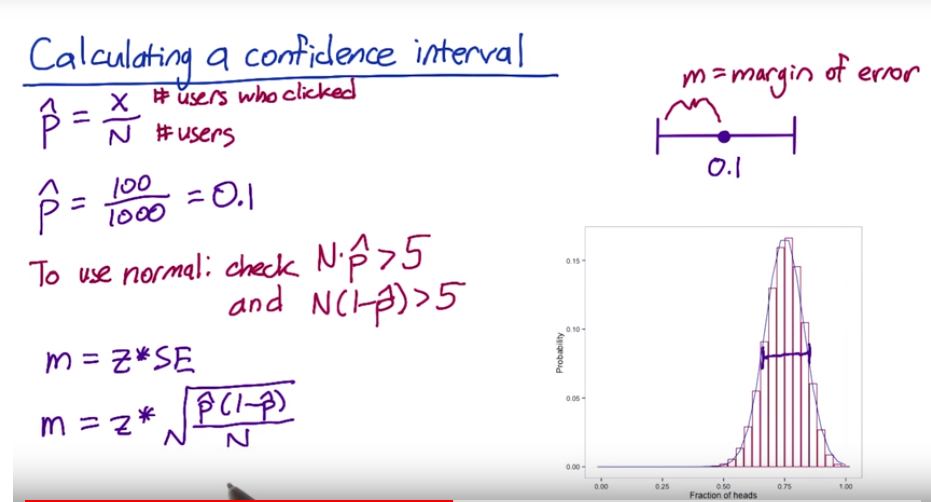 Calculating a confidence interval
p̂ = X/N # users who clicked # users
p̂ = 100/1000 = 0.1
To use normal: check N·p̂ > 5
and N(1-p̂) > 5
m = z* SE
m = z* √(p̂(1-p̂)/N)
m = margin of error
0.1
0.15
0.10
0.05
0.00
Probability
0.00 0.25 0.50 0.75 1.00
Fraction of heads